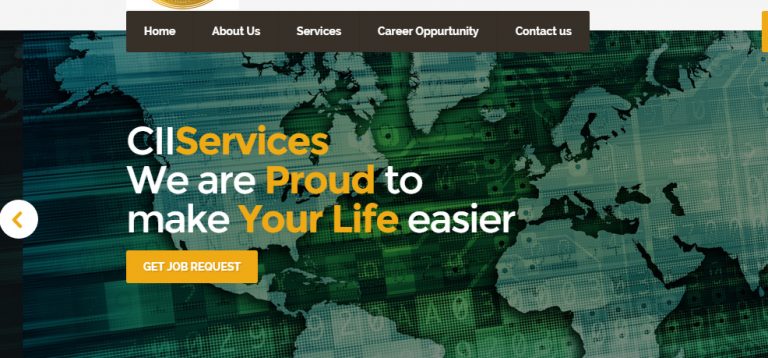 Home About Us Services Career Oppurtunity Contact us
CIIServices
We are Proud to
make Your Life easier
GET JOB REQUEST